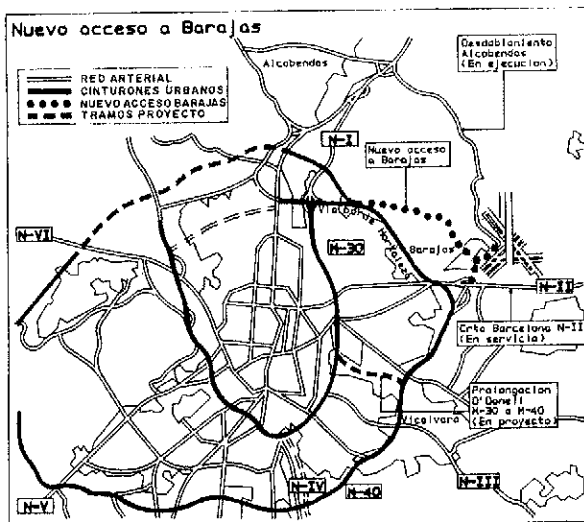 Nuevo acceso a Barajas
RED ARTERIAL
CINTURONES URBANOS
NUEVO ACCESO BARAJAS
TRAMOS PROYECTO
Alcobendas
Desdoblamiento
Alcobendas
(En ejecucion)
N-I
Nuevo acceso
a Barajas
N-VI
M-30
Hortaleza
Barajas
N-II
Crta Barcelona N-II
(En servicio)
Prolongacion
O'Donell
M-30 a M-40
(En proyecto)
Vicalvaro
N-V
N-IV
M-40
N-III